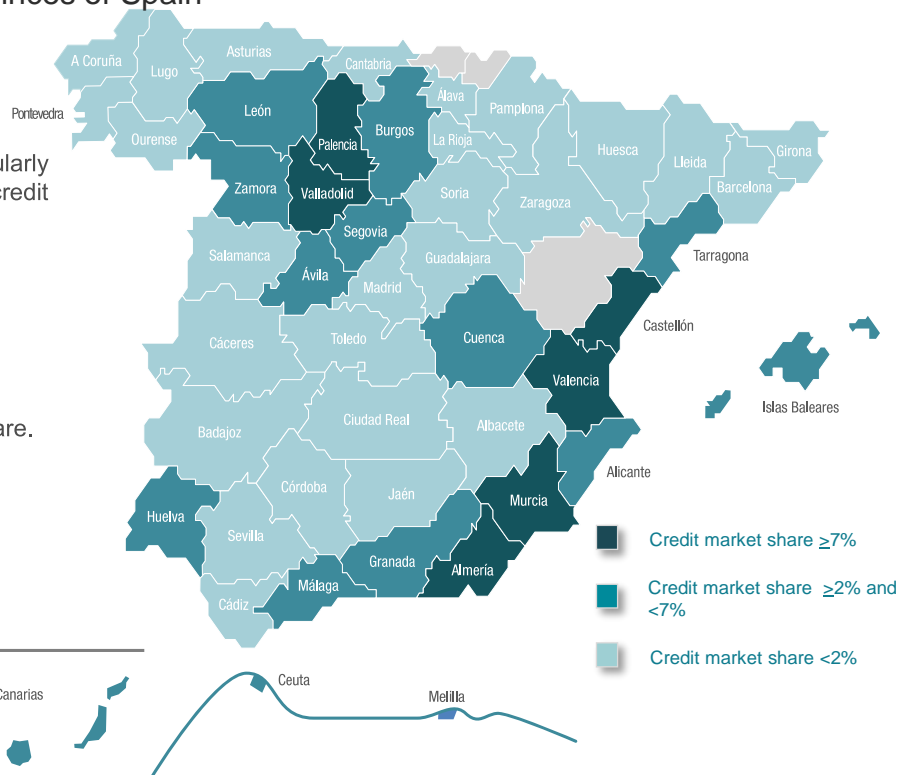 inces of Spain
Asturias
A Coruña
Cantabria
Lugo
Álava
Pamplona
León
Pontevedra
Burgos
Ourense
Palencia
La Rioja
Huesca
Girona
Lleida
ularly
credit
Zamora
Valladolid
Soria
Zaragoza
Barcelona
Segovia
Salamanca
Guadalajara
Tarragona
Ávila
Madrid
Castellón
Cáceres
Toledo
Cuenca
Valencia
Islas Baleares
are.
Badajoz
Ciudad Real
Albacete
Alicante
Córdoba
Jaén
Murcia
Huelva
Sevilla
Granada
Almería
Málaga
Cádiz
Credit market share ≥7%
Credit market share ≥2% and
<7%
Credit market share <2%
Canarias
Ceuta
Melilla